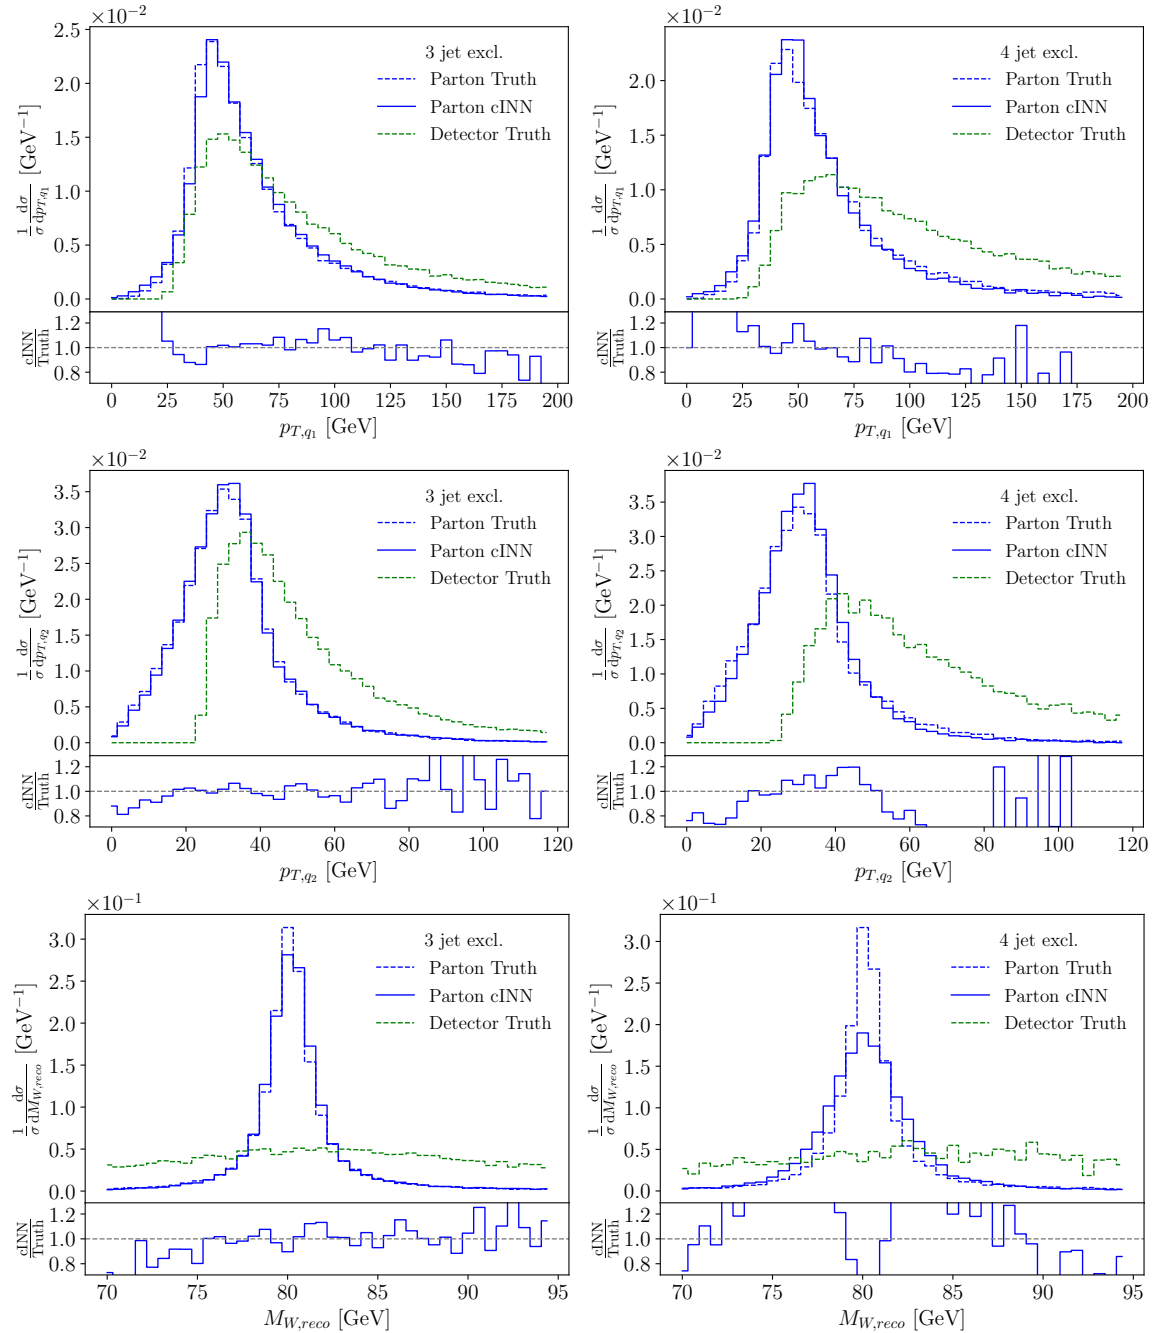 ×10⁻²
3 jet excl.
Parton Truth
Parton cINN
Detector Truth
1/σ dσ/dp_{T,q_1} [GeV⁻¹]
2.5
2.0
1.5
1.0
0.5
0.0
cINN/Truth
1.2
1.0
0.8
0 25 50 75 100 125 150 175 200
p_{T,q_1} [GeV]
×10⁻²
4 jet excl.
Parton Truth
Parton cINN
Detector Truth
1/σ dσ/dp_{T,q_1} [GeV⁻¹]
2.0
1.5
1.0
0.5
0.0
cINN/Truth
1.2
1.0
0.8
0 25 50 75 100 125 150 175 200
p_{T,q_1} [GeV]
×10⁻²
3 jet excl.
Parton Truth
Parton cINN
Detector Truth
1/σ dσ/dp_{T,q_2} [GeV⁻¹]
3.5
3.0
2.5
2.0
1.5
1.0
0.5
0.0
cINN/Truth
1.2
1.0
0.8
0 20 40 60 80 100 120
p_{T,q_2} [GeV]
×10⁻²
4 jet excl.
Parton Truth
Parton cINN
Detector Truth
1/σ dσ/dp_{T,q_2} [GeV⁻¹]
3.5
3.0
2.5
2.0
1.5
1.0
0.5
0.0
cINN/Truth
1.2
1.0
0.8
0 20 40 60 80 100 120
p_{T,q_2} [GeV]
×10⁻¹
3 jet excl.
Parton Truth
Parton cINN
Detector Truth
1/σ dσ/dM_{W,reco} [GeV⁻¹]
3.0
2.5
2.0
1.5
1.0
0.5
0.0
cINN/Truth
1.2
1.0
0.8
70 75 80 85 90 95
M_{W,reco} [GeV]
×10⁻¹
4 jet excl.
Parton Truth
Parton cINN
Detector Truth
1/σ dσ/dM_{W,reco} [GeV⁻¹]
3.0
2.5
2.0
1.5
1.0
0.5
0.0
cINN/Truth
1.2
1.0
0.8
70 75 80 85 90 95
M_{W,reco} [GeV]